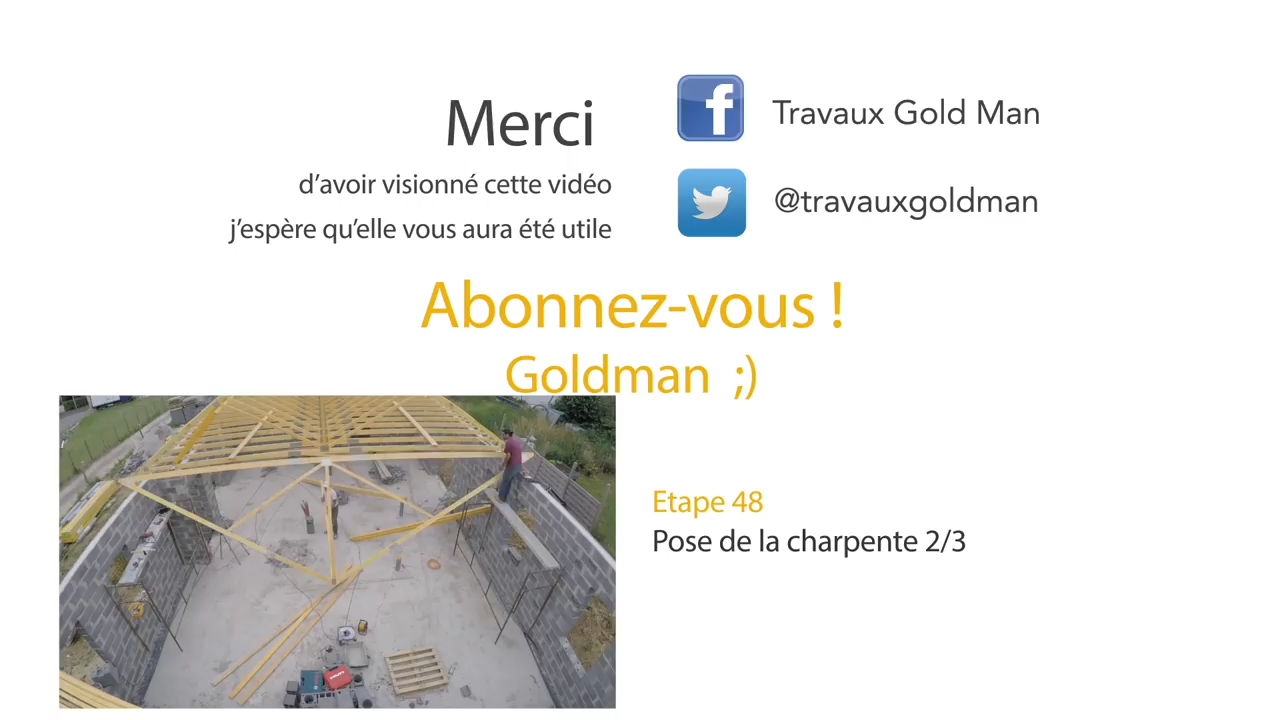 Merci
d’avoir visionné cette vidéo
j’espère qu’elle vous aura été utile
Travaux Gold Man
@travauxgoldman
Abonnez-vous !
Goldman ;)
Etape 48
Pose de la charpente 2/3